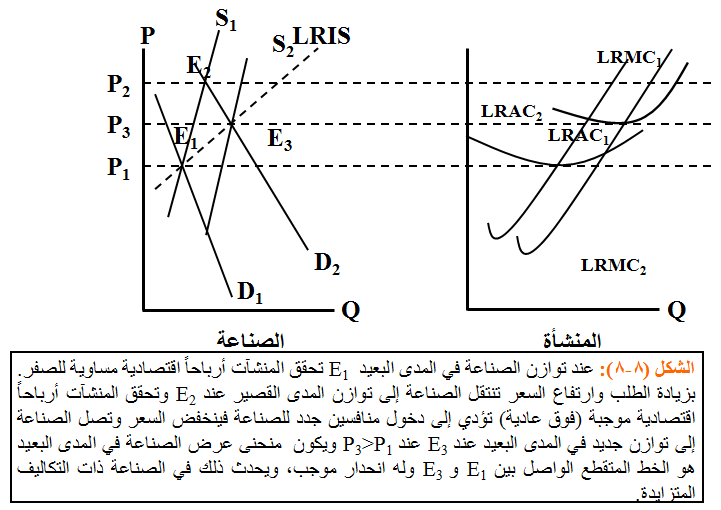 P
S₁
S₂
LRIS
E₂
P₂
P₃
E₁
E₃
P₁
D₂
D₁
Q
الصناعة
LRMC₁
LRAC₂
LRAC₁
LRMC₂
Q
المنشأة
الشكل (٨-٨): عند توازن الصناعة في المدى البعيد E₁ تحقق المنشآت أرباحاً اقتصادية مساوية للصفر.
بزيادة الطلب وارتفاع السعر تنتقل الصناعة إلى توازن المدى القصير عند E₂ وتحقق المنشآت أرباحاً
اقتصادية موجبة (فوق عادية) تؤدي إلى دخول منافسين جدد للصناعة فينخفض السعر وتصل الصناعة
إلى توازن جديد في المدى البعيد عند E₃ عند P₃>P₁ ويكون منحنى عرض الصناعة في المدى البعيد
هو الخط المتقطع الواصل بين E₁ و E₃ وله انحدار موجب، ويحدث ذلك في الصناعة ذات التكاليف
المتزايدة.